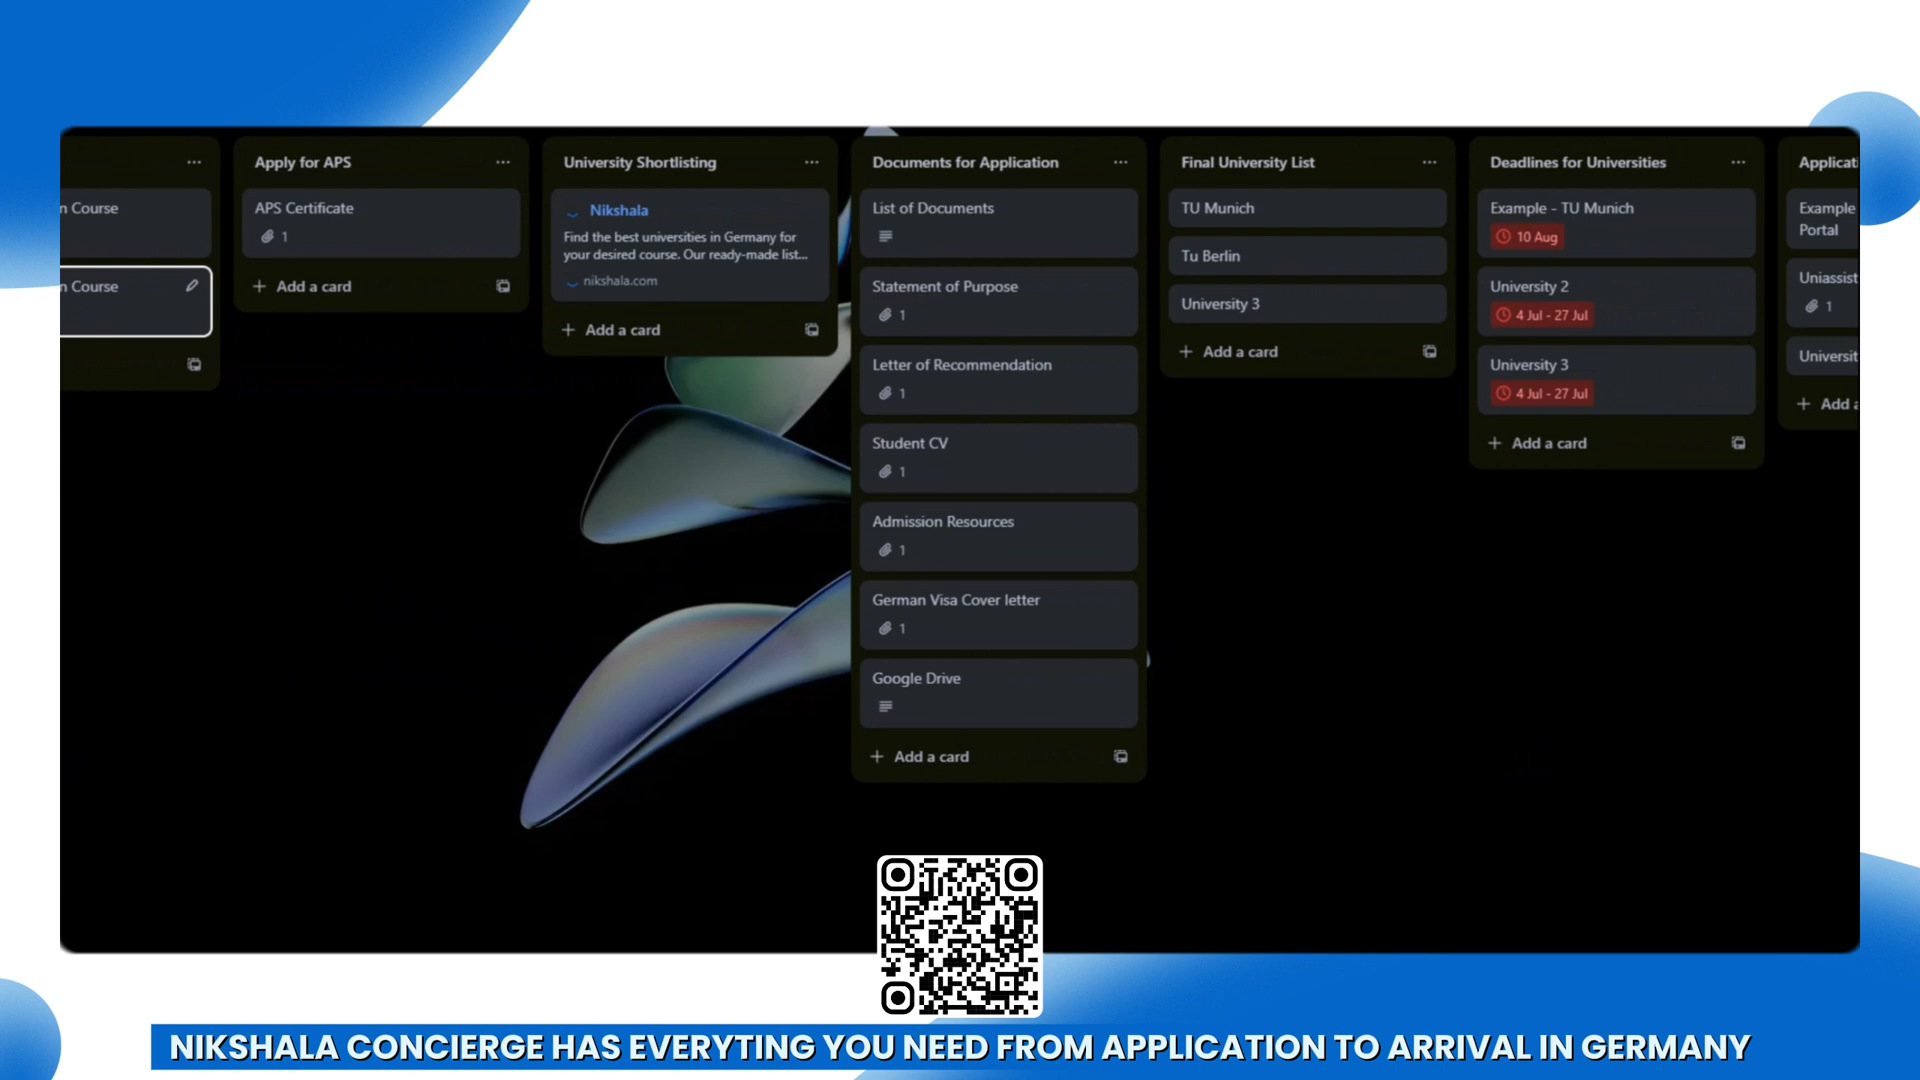 n Course
n Course
Apply for APS
APS Certificate
1
Add a card
University Shortlisting
Nikshala
Find the best universities in Germany for
your desired course. Our ready-made list...
nikshala.com
Add a card
Documents for Application
List of Documents
Statement of Purpose
1
Letter of Recommendation
1
Student CV
1
Admission Resources
1
German Visa Cover letter
1
Google Drive
Add a card
Final University List
TU Munich
Tu Berlin
University 3
Add a card
Deadlines for Universities
Example - TU Munich
10 Aug
University 2
4 Jul - 27 Jul
University 3
4 Jul - 27 Jul
Add a card
Applicati
Example
Portal
Uniassist
1
Universit
Add a
NIKSHALA CONCIERGE HAS EVERYTING YOU NEED FROM APPLICATION TO ARRIVAL IN GERMANY